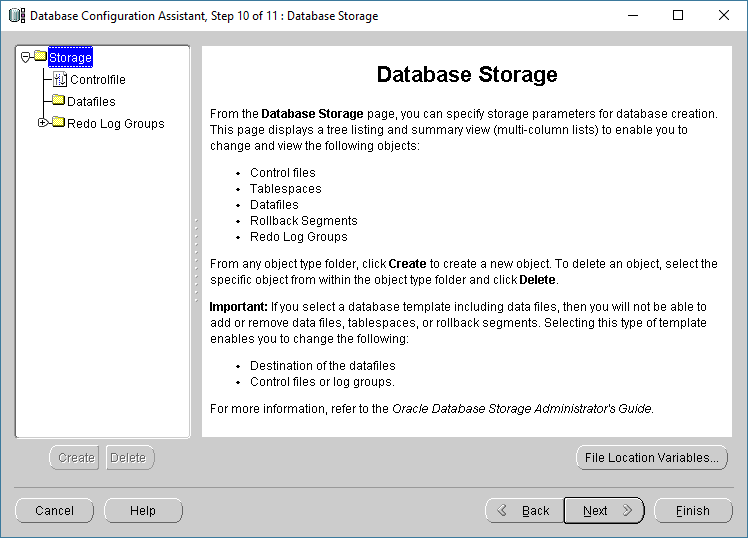 Database Configuration Assistant, Step 10 of 11 : Database Storage
Storage
Controlfile
Datafiles
Redo Log Groups
Database Storage
From the Database Storage page, you can specify storage parameters for database creation.
This page displays a tree listing and summary view (multi-column lists) to enable you to
change and view the following objects:
• Control files
• Tablespaces
• Datafiles
• Rollback Segments
• Redo Log Groups
From any object type folder, click Create to create a new object. To delete an object, select the
specific object from within the object type folder and click Delete.
Important: If you select a database template including data files, then you will not be able to
add or remove data files, tablespaces, or rollback segments. Selecting this type of template
enables you to change the following:
• Destination of the datafiles
• Control files or log groups.
For more information, refer to the Oracle Database Storage Administrator's Guide.
Create Delete
File Location Variables...
Cancel Help Back Next Finish